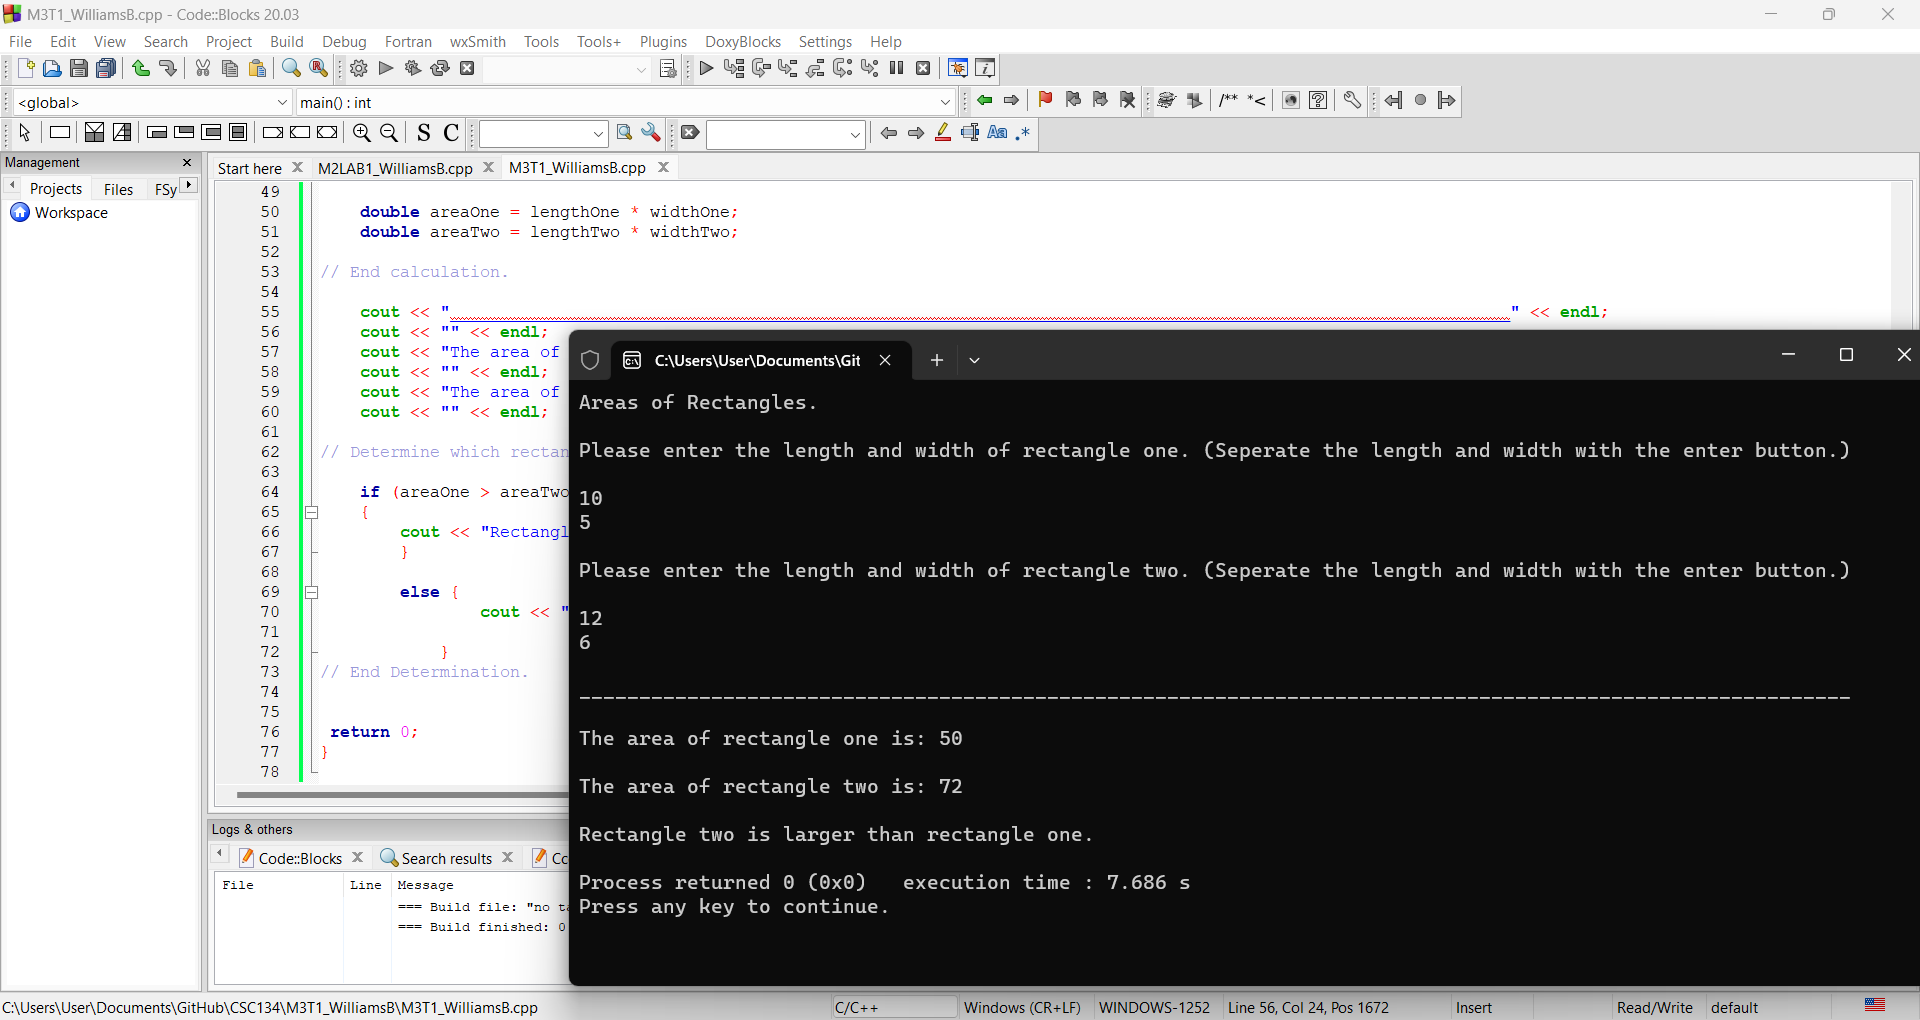 M3T1_WilliamsB.cpp - Code::Blocks 20.03
File Edit View Search Project Build Debug Fortran wxSmith Tools Tools+ Plugins DoxyBlocks Settings Help
<global> main() : int
/** *<
S C Aa .*
Management
Projects Files FSy
Workspace
Start here M2LAB1_WilliamsB.cpp M3T1_WilliamsB.cpp
49
50 double areaOne = lengthOne * widthOne;
51 double areaTwo = lengthTwo * widthTwo;
52
53 // End calculation.
54
55 cout << "__________________________________________________________________________________________________________" << endl;
56 cout << "" << endl;
57 cout << "The area of
58 cout << "" << endl;
59 cout << "The area of
60 cout << "" << endl;
61
62 // Determine which rectan
63
64 if (areaOne > areaTwo
65 {
66 cout << "Rectangl
67 }
68
69 else {
70 cout << "
71
72 }
73 // End Determination.
74
75
76 return 0;
77 }
78
C:\Users\User\Documents\Git
Areas of Rectangles.
Please enter the length and width of rectangle one. (Seperate the length and width with the enter button.)
10
5
Please enter the length and width of rectangle two. (Seperate the length and width with the enter button.)
12
6
__________________________________________________________________________________________________________
The area of rectangle one is: 50
The area of rectangle two is: 72
Rectangle two is larger than rectangle one.
Process returned 0 (0x0) execution time : 7.686 s
Press any key to continue.
Logs & others
Code::Blocks Search results Cc
File Line Message
=== Build file: "no ta
=== Build finished: 0
C:\Users\User\Documents\GitHub\CSC134\M3T1_WilliamsB\M3T1_WilliamsB.cpp C/C++ Windows (CR+LF) WINDOWS-1252 Line 56, Col 24, Pos 1672 Insert Read/Write default